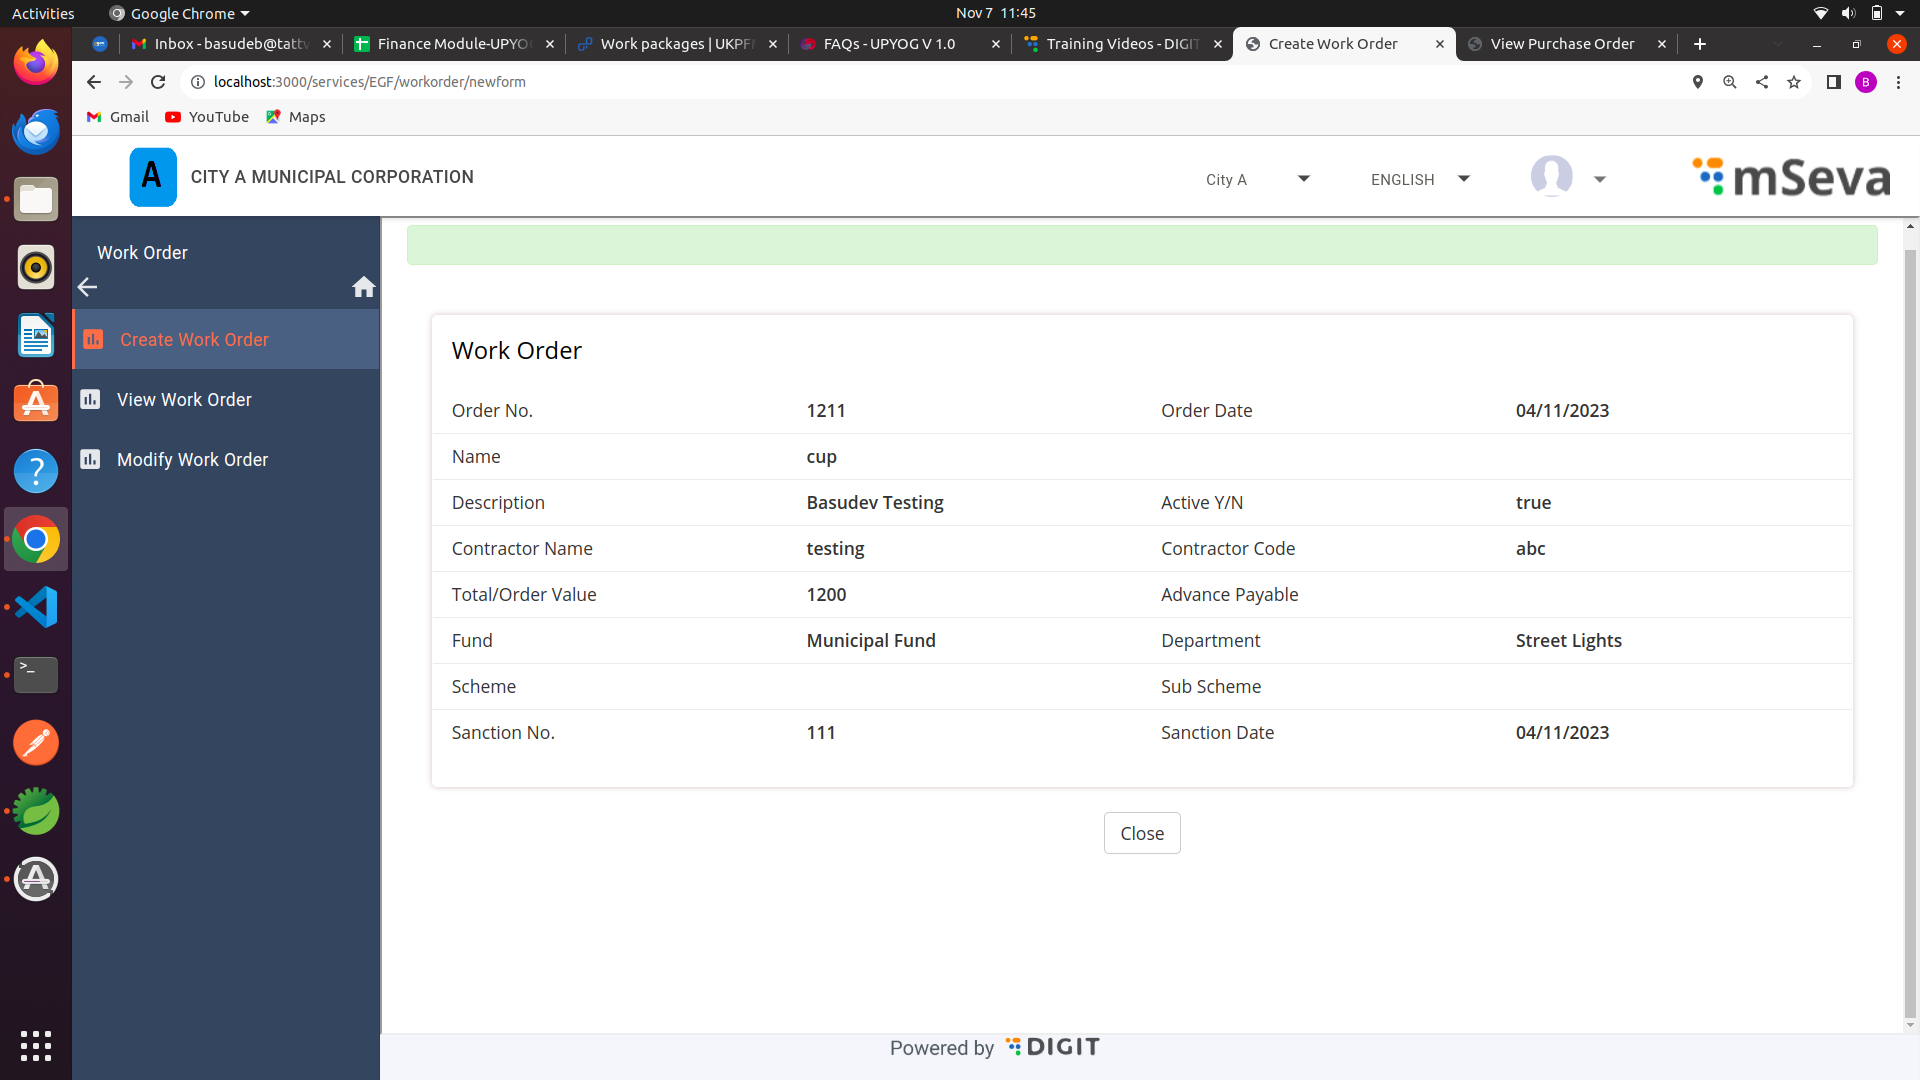 Activities Google Chrome Nov 7 11:45
Inbox - basudeb@tattv Finance Module-UPYO Work packages | UKPF FAQs - UPYOG V 1.0 Training Videos - DIGIT Create Work Order View Purchase Order
localhost:3000/services/EGF/workorder/newform B
Gmail YouTube Maps
A CITY A MUNICIPAL CORPORATION City A ENGLISH mSeva
Work Order
Create Work Order
View Work Order
Modify Work Order
Work Order
Order No. 1211 Order Date 04/11/2023
Name cup
Description Basudev Testing Active Y/N true
Contractor Name testing Contractor Code abc
Total/Order Value 1200 Advance Payable
Fund Municipal Fund Department Street Lights
Scheme Sub Scheme
Sanction No. 111 Sanction Date 04/11/2023
Close
Powered by DIGIT